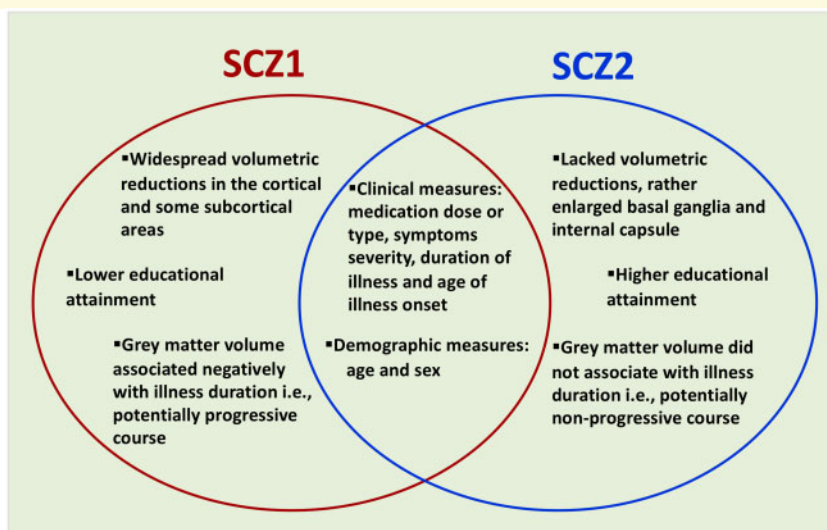 SCZ1
SCZ2
▪Widespread volumetric
reductions in the cortical
and some subcortical
areas
▪Lower educational
attainment
▪Grey matter volume
associated negatively
with illness duration i.e.,
potentially progressive
course
▪Clinical measures:
medication dose or
type, symptoms
severity, duration of
illness and age of
illness onset
▪Demographic measures:
age and sex
▪Lacked volumetric
reductions, rather
enlarged basal ganglia and
internal capsule
▪Higher educational
attainment
▪Grey matter volume did
not associate with illness
duration i.e., potentially
non-progressive course